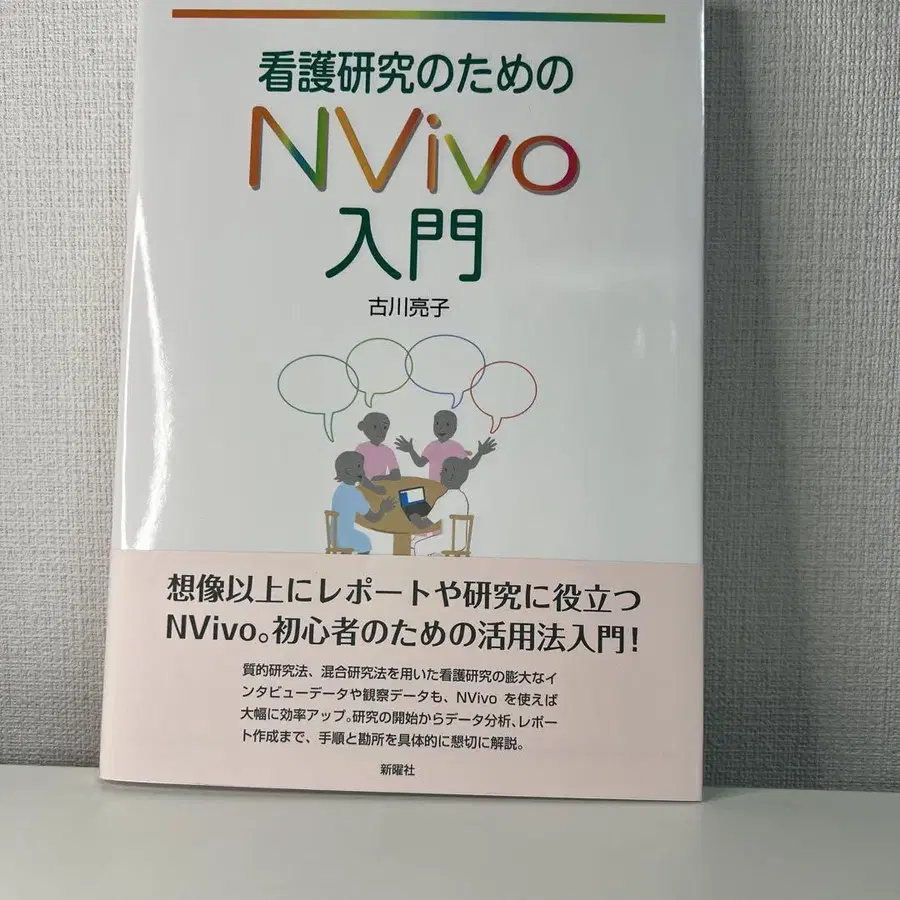 看護研究のための
NVivo
入門
古川亮子
想像以上にレポートや研究に役立つ
NVivo。初心者のための活用法入門！
質的研究法、混合研究法を用いた看護研究の膨大なイ
ンタビューデータや観察データも、NVivo を使えば
大幅に効率アップ。研究の開始からデータ分析、レポー
ト作成まで、手順と勘所を具体的に懇切に解説。
新曜社